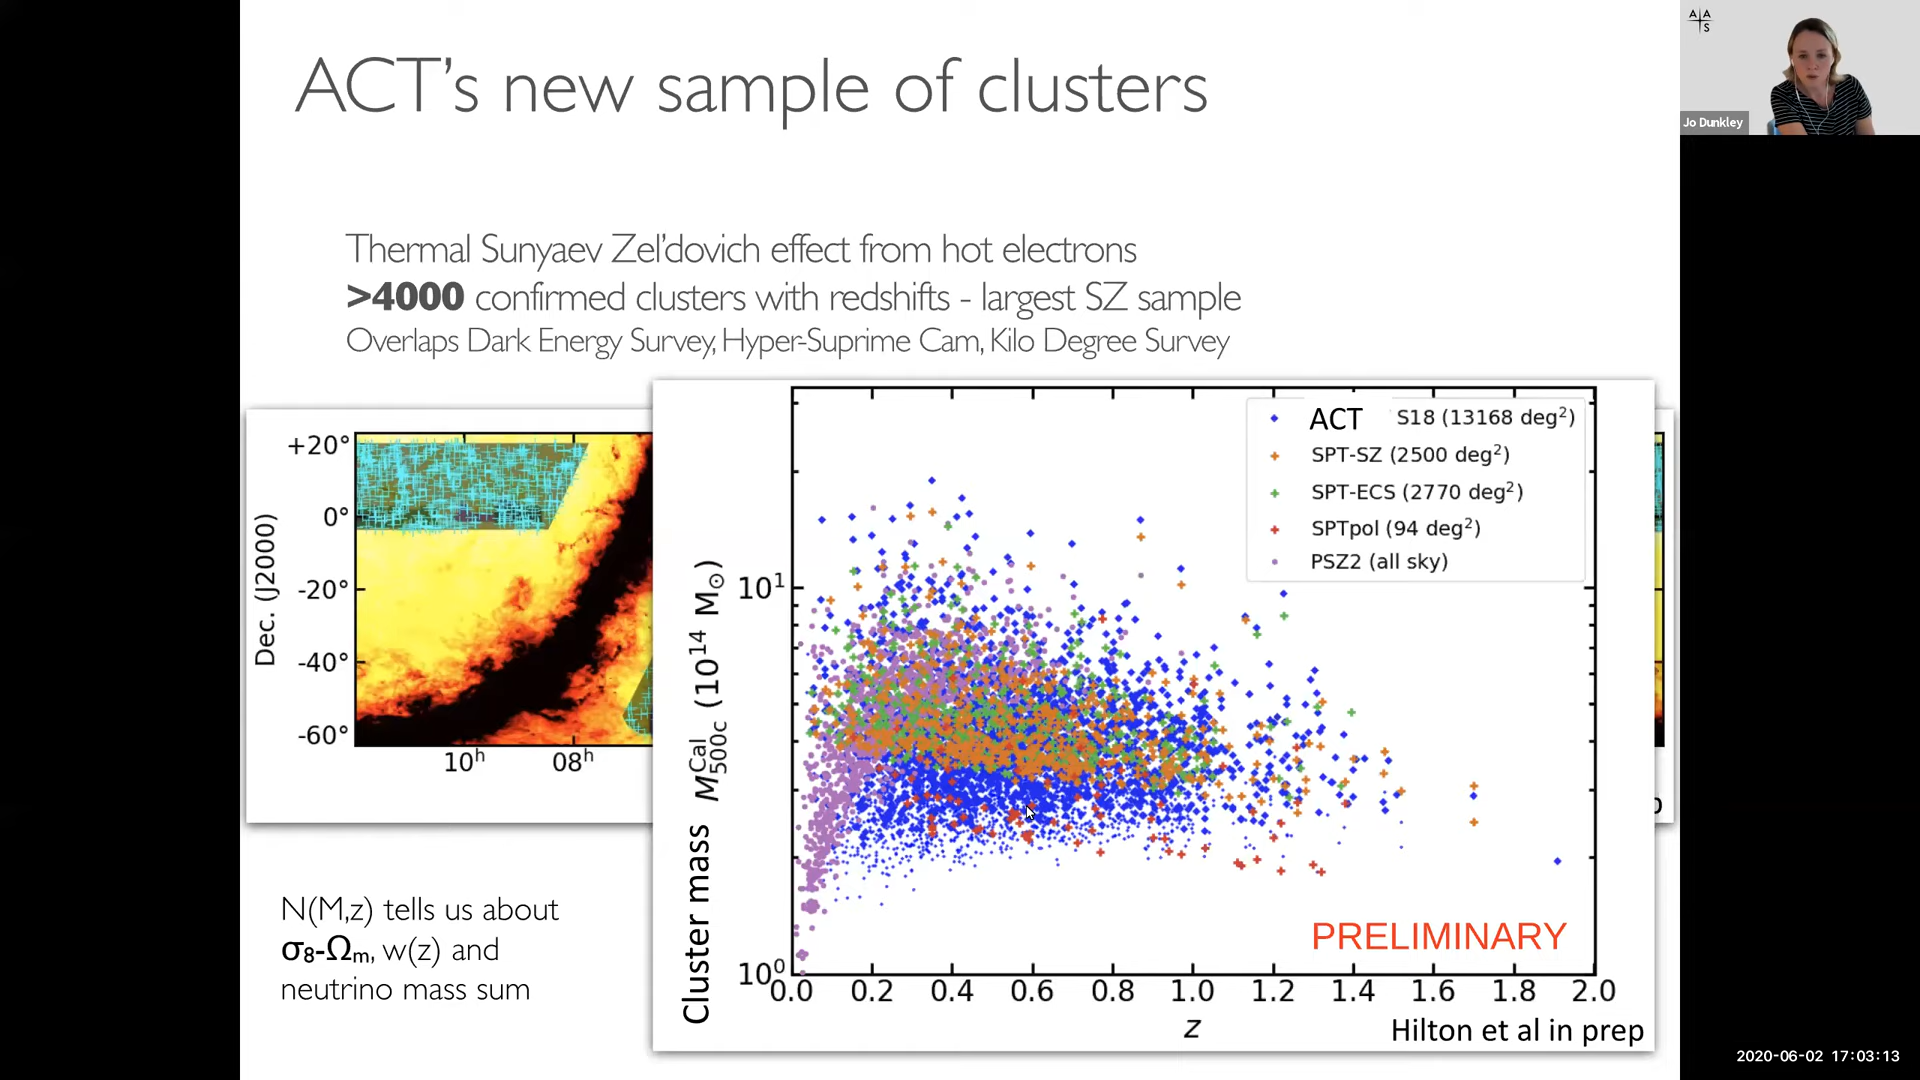 ACT's new sample of clusters
AAS
Jo Dunkley
Thermal Sunyaev Zel'dovich effect from hot electrons
>4000 confirmed clusters with redshifts - largest SZ sample
Overlaps Dark Energy Survey, Hyper-Suprime Cam, Kilo Degree Survey
Dec. (J2000)
+20°
0°
-20°
-40°
-60°
10ʰ 08ʰ
ACT S18 (13168 deg²)
SPT-SZ (2500 deg²)
SPT-ECS (2770 deg²)
SPTpol (94 deg²)
PSZ2 (all sky)
Cluster mass M_500c^Cal (10¹⁴ M☉)
10¹
10⁰
PRELIMINARY
0.0 0.2 0.4 0.6 0.8 1.0 1.2 1.4 1.6 1.8 2.0
z
Hilton et al in prep
N(M,z) tells us about
σ₈-Ωₘ, w(z) and
neutrino mass sum
2020-06-02 17:03:13